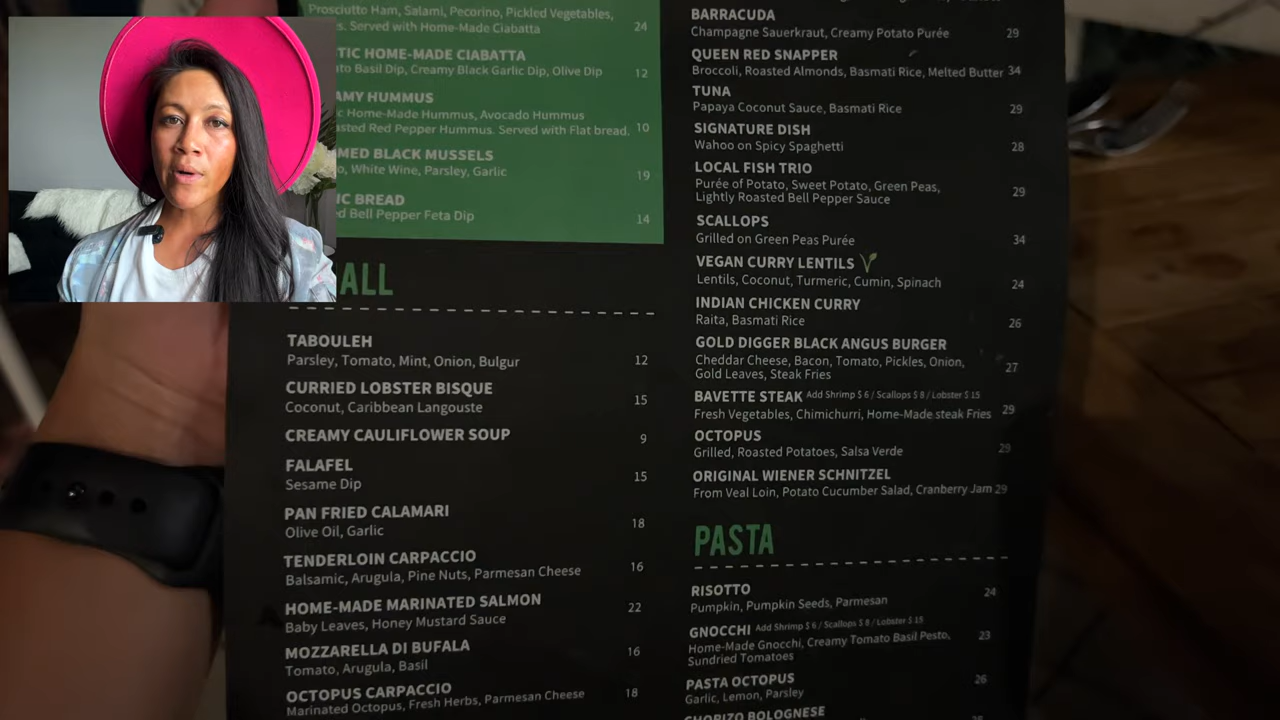 Prosciutto Ham, Salami, Pecorino, Pickled Vegetables,
Served with Home-Made Ciabatta
24
HOME-MADE CIABATTA
Basil Dip, Creamy Black Garlic Dip, Olive Dip 12
HUMMUS
Home-Made Hummus, Avocado Hummus
Red Pepper Hummus. Served with Flat bread. 10
BLACK MUSSELS
White Wine, Parsley, Garlic 19
BREAD
Bell Pepper Feta Dip 14
TABOULEH
Parsley, Tomato, Mint, Onion, Bulgur 12
CURRIED LOBSTER BISQUE
Coconut, Caribbean Langouste 15
CREAMY CAULIFLOWER SOUP 9
FALAFEL
Sesame Dip 15
PAN FRIED CALAMARI
Olive Oil, Garlic 18
TENDERLOIN CARPACCIO
Balsamic, Arugula, Pine Nuts, Parmesan Cheese 16
HOME-MADE MARINATED SALMON
Baby Leaves, Honey Mustard Sauce 22
MOZZARELLA DI BUFALA
Tomato, Arugula, Basil 16
OCTOPUS CARPACCIO
Marinated Octopus, Fresh Herbs, Parmesan Cheese 18
BARRACUDA
Champagne Sauerkraut, Creamy Potato Purée 29
QUEEN RED SNAPPER
Broccoli, Roasted Almonds, Basmati Rice, Melted Butter 34
TUNA
Papaya Coconut Sauce, Basmati Rice 29
SIGNATURE DISH
Wahoo on Spicy Spaghetti 28
LOCAL FISH TRIO
Purée of Potato, Sweet Potato, Green Peas,
Lightly Roasted Bell Pepper Sauce 29
SCALLOPS
Grilled on Green Peas Purée 34
VEGAN CURRY LENTILS
Lentils, Coconut, Turmeric, Cumin, Spinach 24
INDIAN CHICKEN CURRY
Raita, Basmati Rice 26
GOLD DIGGER BLACK ANGUS BURGER
Cheddar Cheese, Bacon, Tomato, Pickles, Onion,
Gold Leaves, Steak Fries 27
BAVETTE STEAK Add Shrimp $ 6 / Scallops $ 8 / Lobster $ 15
Fresh Vegetables, Chimichurri, Home-Made steak Fries 29
OCTOPUS
Grilled, Roasted Potatoes, Salsa Verde 29
ORIGINAL WIENER SCHNITZEL
From Veal Loin, Potato Cucumber Salad, Cranberry Jam 29
PASTA
RISOTTO
Pumpkin, Pumpkin Seeds, Parmesan 24
GNOCCHI Add Shrimp $ 6 / Scallops $ 8 / Lobster $ 15
Home-Made Gnocchi, Creamy Tomato Basil Pesto,
Sundried Tomatoes 23
PASTA OCTOPUS
Garlic, Lemon, Parsley 26
CHORIZO BOLOGNESE